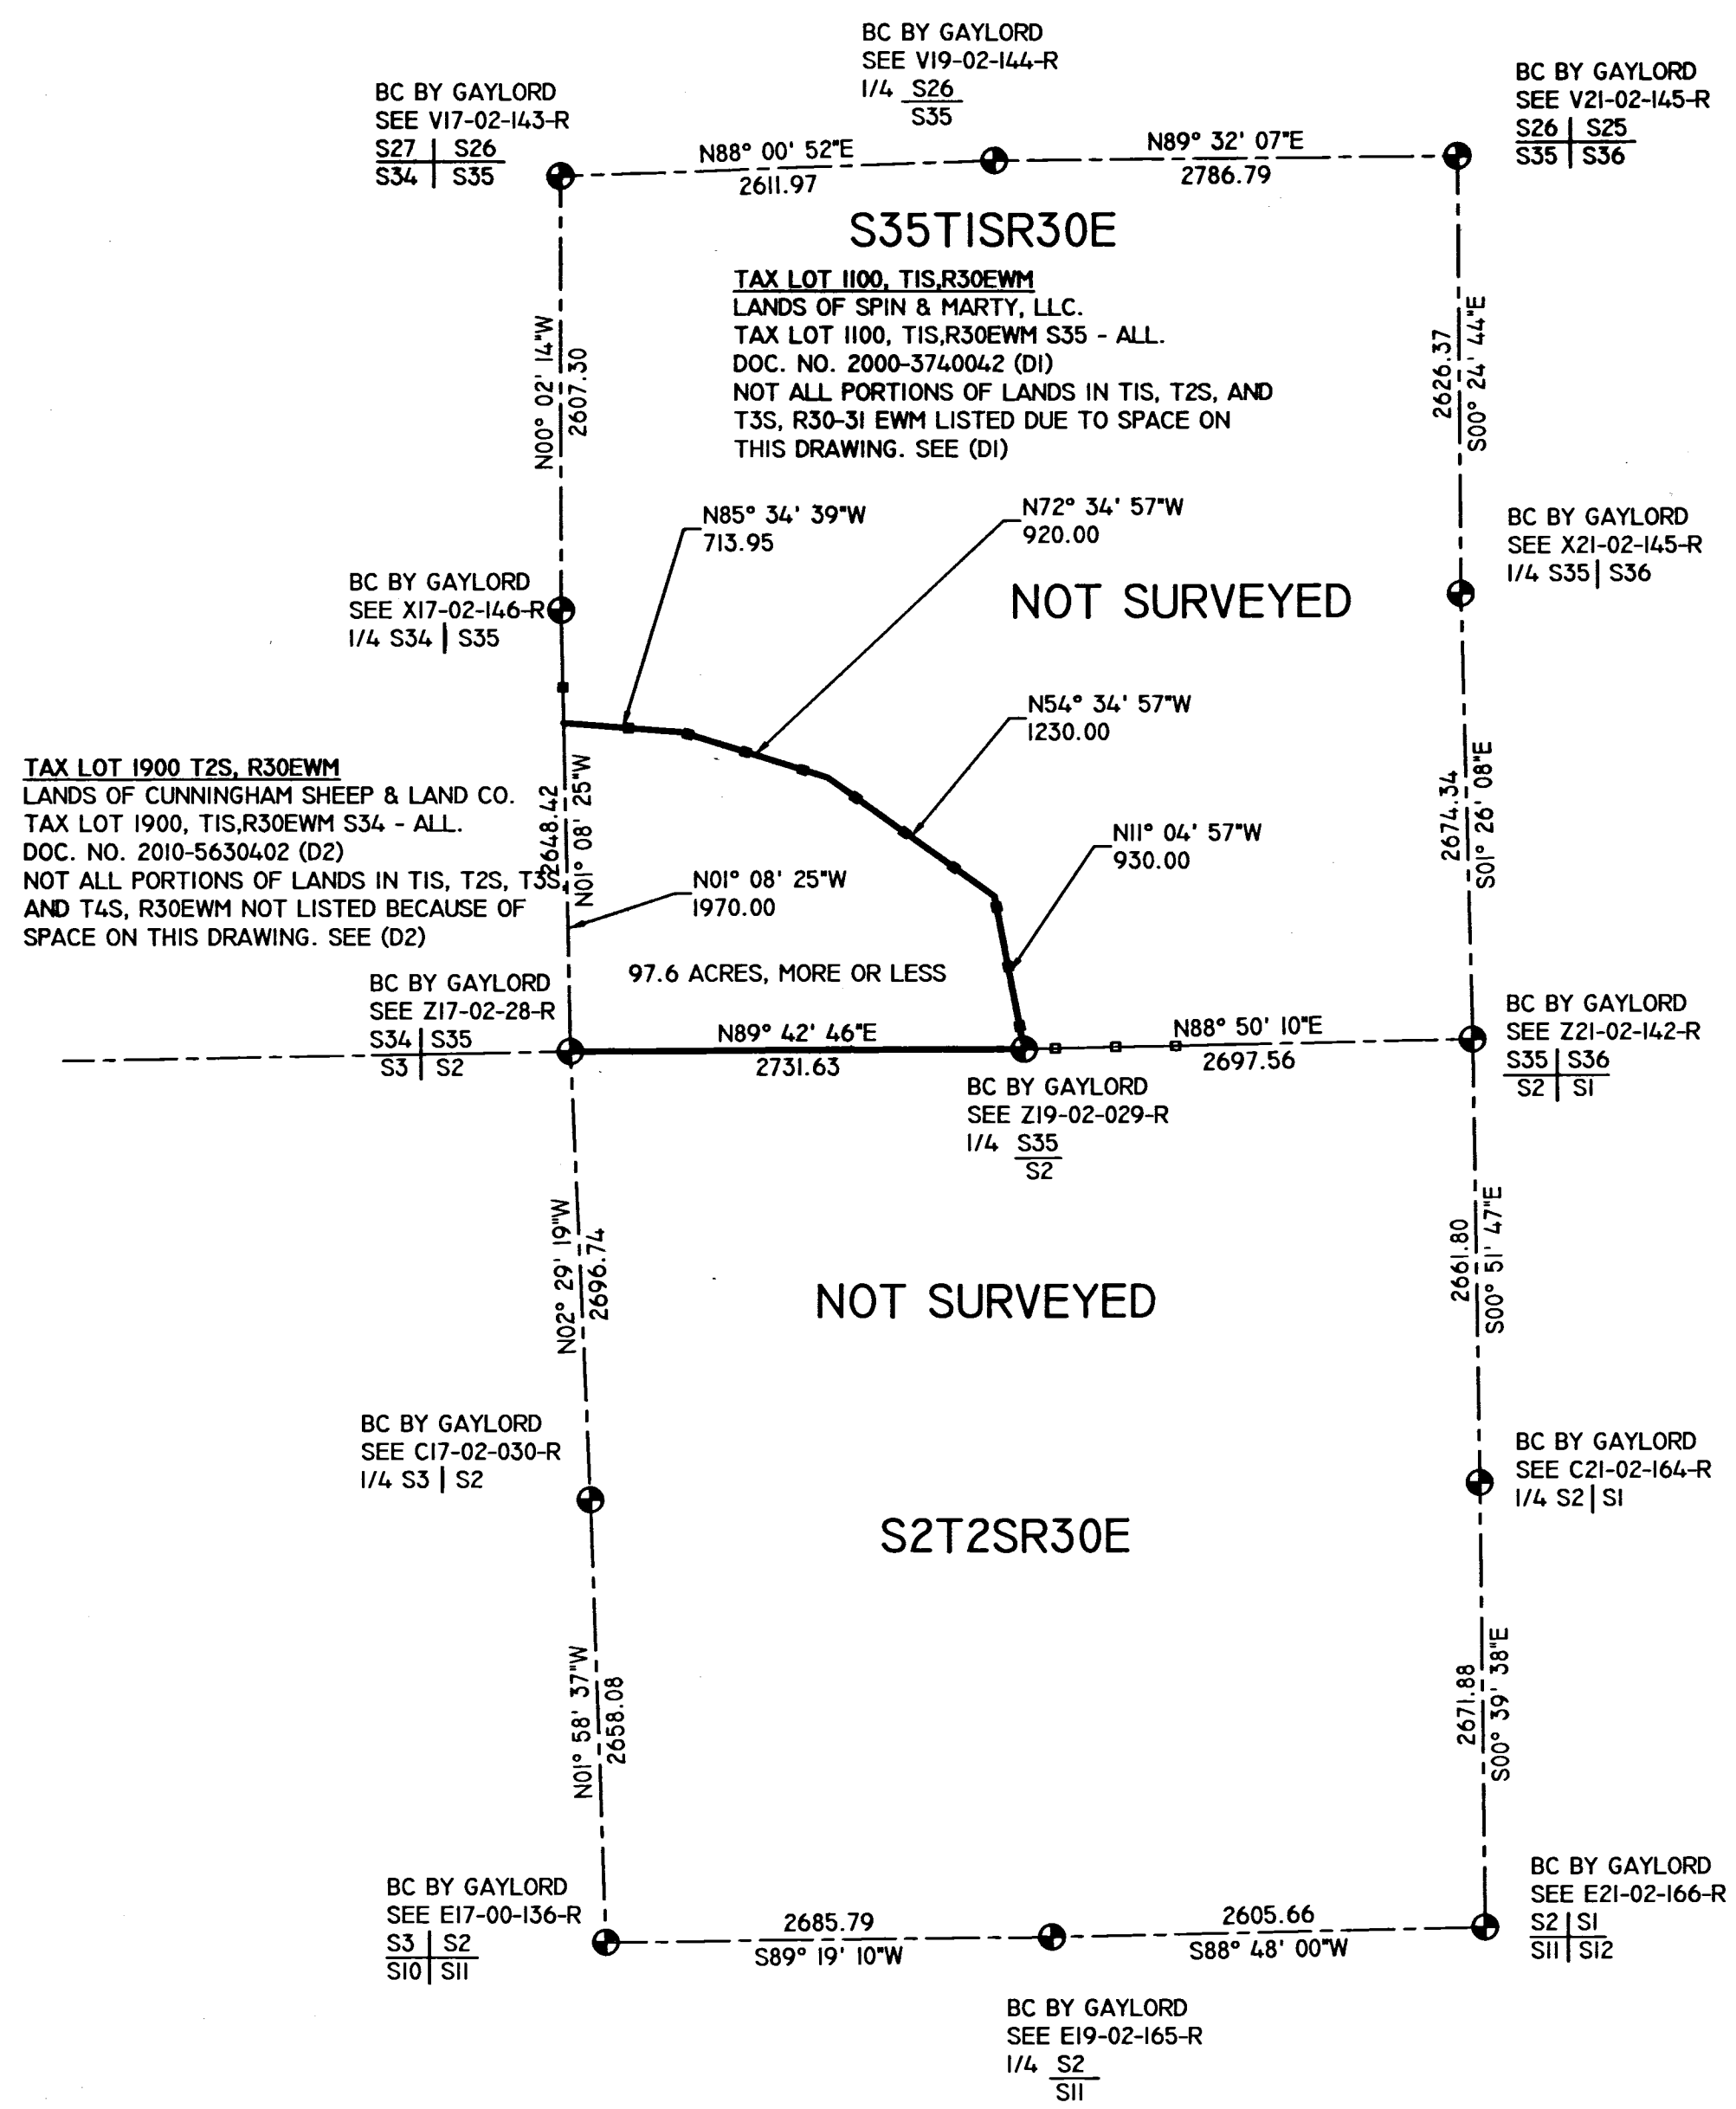 BC BY GAYLORD
SEE V19-02-144-R
1/4 S26
S35
BC BY GAYLORD
SEE V17-02-143-R
S27 | S26
S34 | S35
BC BY GAYLORD
SEE V21-02-145-R
S26 | S25
S35 | S36
N88° 00' 52"E
2611.97
N89° 32' 07"E
2786.79
S35T1SR30E
TAX LOT 1100, T1S,R30EWM
LANDS OF SPIN & MARTY, LLC.
TAX LOT 1100, T1S,R30EWM S35 - ALL.
DOC. NO. 2000-3740042 (D1)
NOT ALL PORTIONS OF LANDS IN T1S, T2S, AND
T3S, R30-31 EWM LISTED DUE TO SPACE ON
THIS DRAWING. SEE (D1)
N00° 02' 14"W
2607.30
2626.37
S00° 24' 44"E
N85° 34' 39"W
713.95
N72° 34' 57"W
920.00
BC BY GAYLORD
SEE X21-02-145-R
1/4 S35 | S36
BC BY GAYLORD
SEE X17-02-146-R
1/4 S34 | S35
NOT SURVEYED
N54° 34' 57"W
1230.00
TAX LOT 1900 T2S, R30EWM
LANDS OF CUNNINGHAM SHEEP & LAND CO.
TAX LOT 1900, T1S,R30EWM S34 - ALL.
DOC. NO. 2010-5630402 (D2)
NOT ALL PORTIONS OF LANDS IN T1S, T2S, T3S,
AND T4S, R30EWM NOT LISTED BECAUSE OF
SPACE ON THIS DRAWING. SEE (D2)
2648.42
N01° 08' 25"W
2674.34
S01° 26' 08"E
N11° 04' 57"W
930.00
N01° 08' 25"W
1970.00
97.6 ACRES, MORE OR LESS
BC BY GAYLORD
SEE Z17-02-28-R
S34 | S35
S3 | S2
N89° 42' 46"E
2731.63
N88° 50' 10"E
2697.56
BC BY GAYLORD
SEE Z21-02-142-R
S35 | S36
S2 | S1
BC BY GAYLORD
SEE Z19-02-029-R
1/4 S35
S2
N02° 29' 19"W
2696.74
2661.80
S00° 51' 47"E
NOT SURVEYED
BC BY GAYLORD
SEE C17-02-030-R
1/4 S3 | S2
BC BY GAYLORD
SEE C21-02-164-R
1/4 S2 | S1
S2T2SR30E
N01° 58' 37"W
2658.08
2671.88
S00° 39' 38"E
BC BY GAYLORD
SEE E17-00-136-R
S3 | S2
S10 | S11
2685.79
S89° 19' 10"W
2605.66
S88° 48' 00"W
BC BY GAYLORD
SEE E21-02-166-R
S2 | S1
S11 | S12
BC BY GAYLORD
SEE E19-02-165-R
1/4 S2
S11